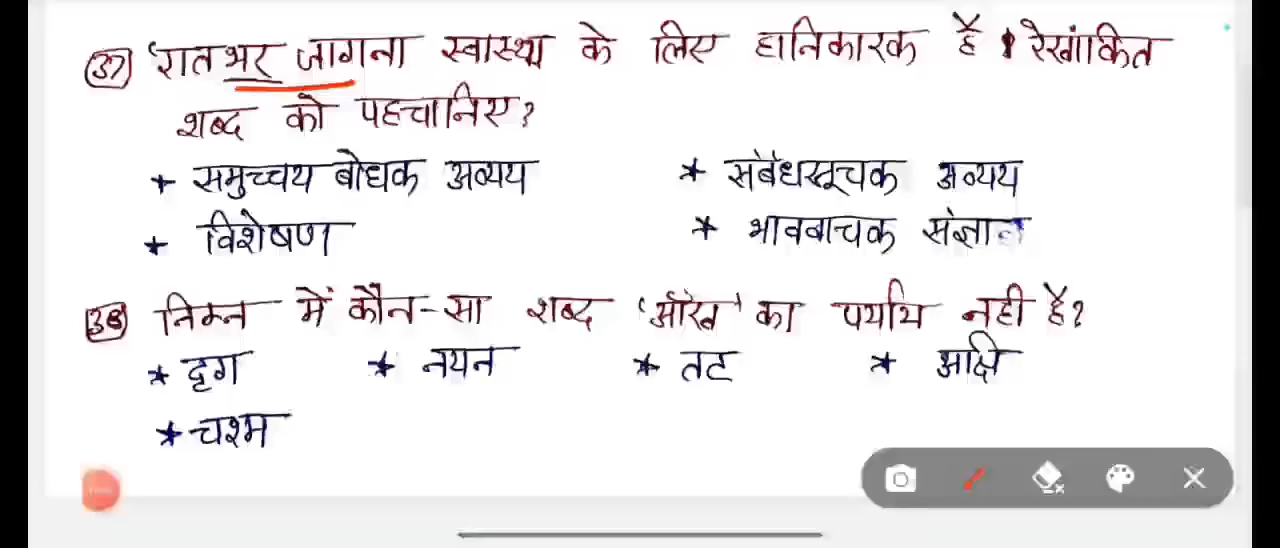 (37) 'रातभर जागना स्वास्थ्य के लिए हानिकारक है । रेखांकित
शब्द को पहचानिए?
* समुच्चय बोधक अव्यय * संबंधसूचक अव्यय
* विशेषण * भाववाचक संज्ञा
(38) निम्न में कौन-सा शब्द 'आँख' का पर्याय नही है?
* दृग * नयन * तट * अक्षि
* चश्म